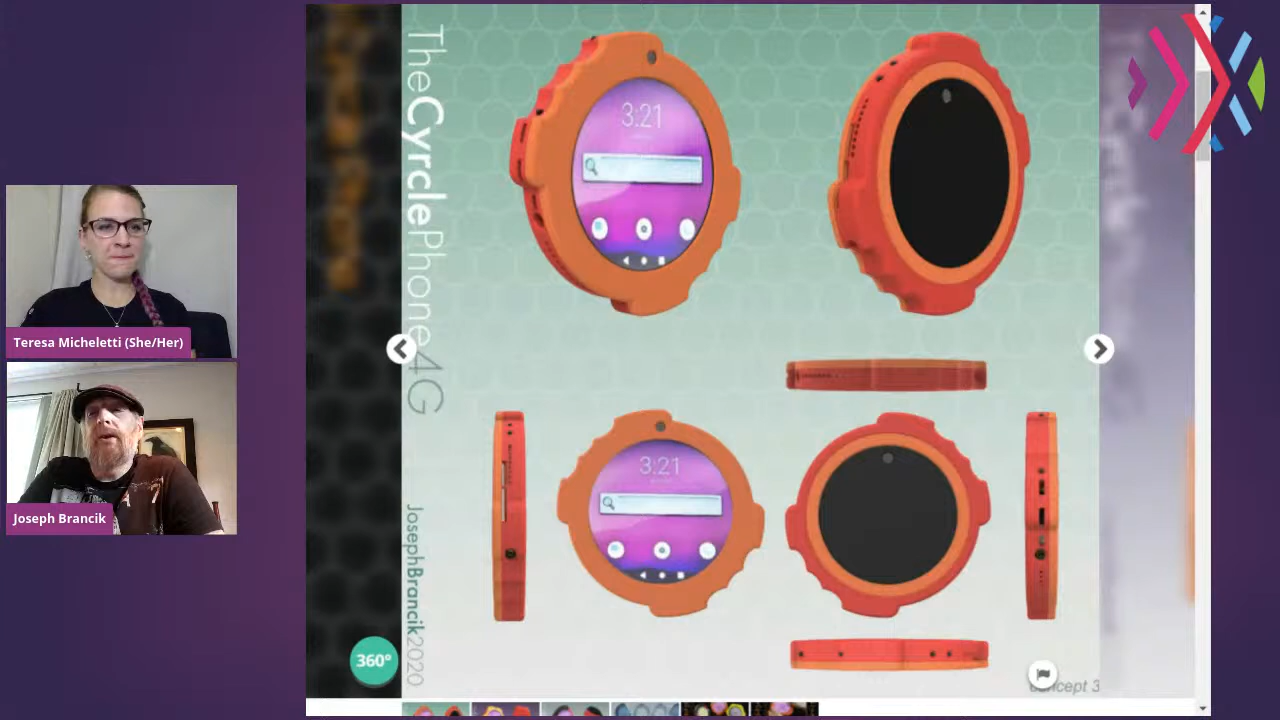 TheCyrclePhone4G
JosephBrancik2020
3:21
3:21
Teresa Micheletti (She/Her)
Joseph Brancik
360°
concept 3